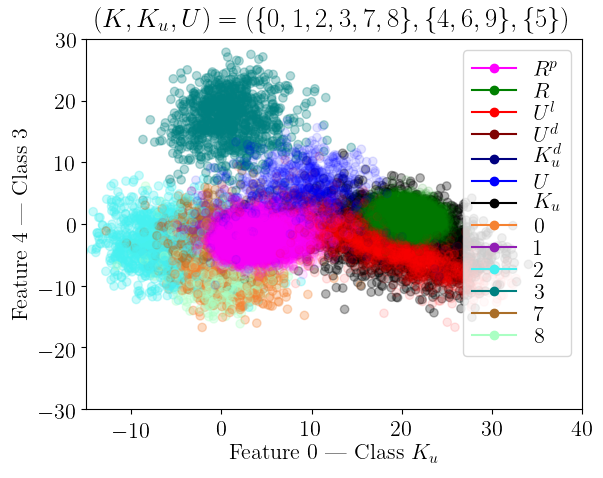 (K, K_u, U) = ({0, 1, 2, 3, 7, 8}, {4, 6, 9}, {5})
30
20
10
0
−10
−20
−30
Feature 4 — Class 3
R^p
R
U^l
U^d
K_u^d
U
K_u
0
1
2
3
7
8
−10
0
10
20
30
40
Feature 0 — Class K_u